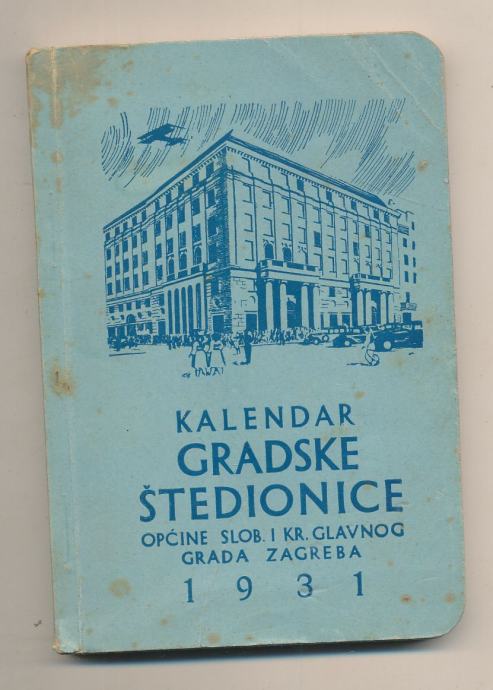 KALENDAR
GRADSKE
ŠTEDIONICE
OPĆINE SLOB. I KR. GLAVNOG
GRADA ZAGREBA
1931